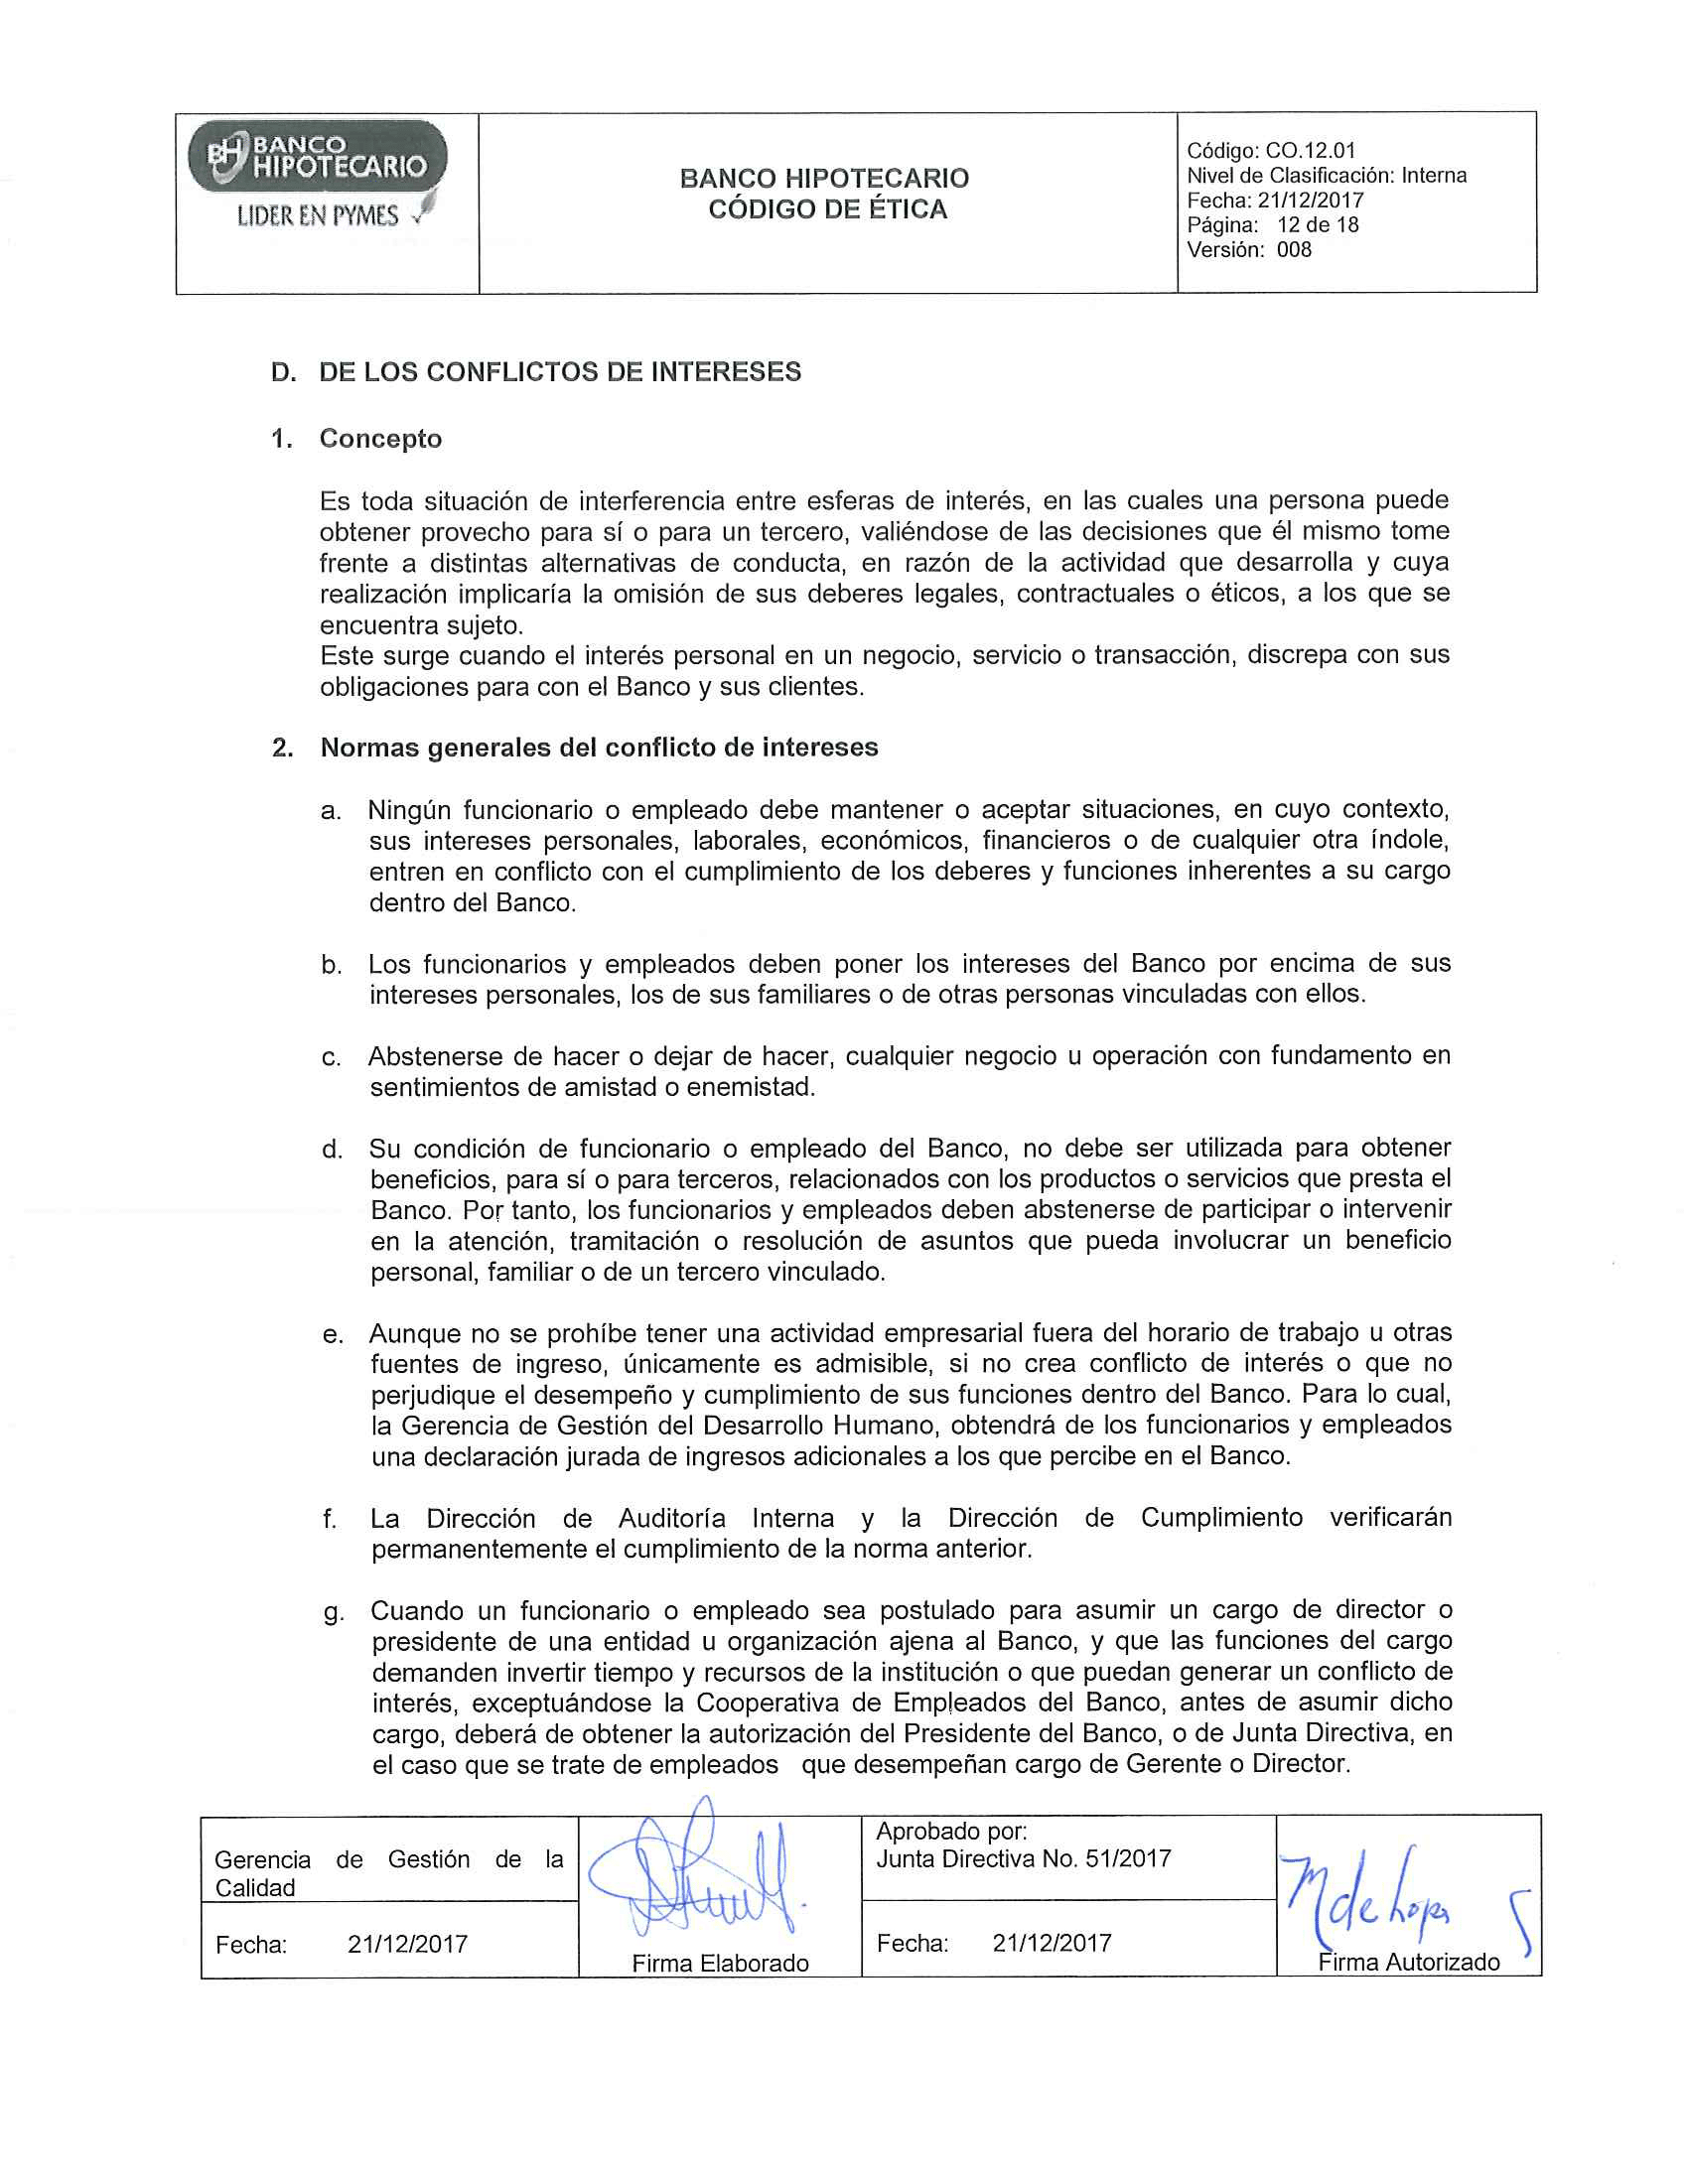 BH BANCO
HIPOTECARIO
LIDER EN PYMES
BANCO HIPOTECARIO
CÓDIGO DE ÉTICA
Código: CO.12.01
Nivel de Clasificación: Interna
Fecha: 21/12/2017
Página: 12 de 18
Versión: 008
D. DE LOS CONFLICTOS DE INTERESES
1. Concepto
Es toda situación de interferencia entre esferas de interés, en las cuales una persona puede
obtener provecho para sí o para un tercero, valiéndose de las decisiones que él mismo tome
frente a distintas alternativas de conducta, en razón de la actividad que desarrolla y cuya
realización implicaría la omisión de sus deberes legales, contractuales o éticos, a los que se
encuentra sujeto.
Este surge cuando el interés personal en un negocio, servicio o transacción, discrepa con sus
obligaciones para con el Banco y sus clientes.
2. Normas generales del conflicto de intereses
a. Ningún funcionario o empleado debe mantener o aceptar situaciones, en cuyo contexto,
sus intereses personales, laborales, económicos, financieros o de cualquier otra índole,
entren en conflicto con el cumplimiento de los deberes y funciones inherentes a su cargo
dentro del Banco.
b. Los funcionarios y empleados deben poner los intereses del Banco por encima de sus
intereses personales, los de sus familiares o de otras personas vinculadas con ellos.
c. Abstenerse de hacer o dejar de hacer, cualquier negocio u operación con fundamento en
sentimientos de amistad o enemistad.
d. Su condición de funcionario o empleado del Banco, no debe ser utilizada para obtener
beneficios, para sí o para terceros, relacionados con los productos o servicios que presta el
Banco. Por tanto, los funcionarios y empleados deben abstenerse de participar o intervenir
en la atención, tramitación o resolución de asuntos que pueda involucrar un beneficio
personal, familiar o de un tercero vinculado.
e. Aunque no se prohíbe tener una actividad empresarial fuera del horario de trabajo u otras
fuentes de ingreso, únicamente es admisible, si no crea conflicto de interés o que no
perjudique el desempeño y cumplimiento de sus funciones dentro del Banco. Para lo cual,
la Gerencia de Gestión del Desarrollo Humano, obtendrá de los funcionarios y empleados
una declaración jurada de ingresos adicionales a los que percibe en el Banco.
f. La Dirección de Auditoría Interna y la Dirección de Cumplimiento verificarán
permanentemente el cumplimiento de la norma anterior.
g. Cuando un funcionario o empleado sea postulado para asumir un cargo de director o
presidente de una entidad u organización ajena al Banco, y que las funciones del cargo
demanden invertir tiempo y recursos de la institución o que puedan generar un conflicto de
interés, exceptuándose la Cooperativa de Empleados del Banco, antes de asumir dicho
cargo, deberá de obtener la autorización del Presidente del Banco, o de Junta Directiva, en
el caso que se trate de empleados que desempeñan cargo de Gerente o Director.
Gerencia de Gestión de la
Calidad
Fecha: 21/12/2017
Firma Elaborado
Aprobado por:
Junta Directiva No. 51/2017
Fecha: 21/12/2017
M de Lopez
Firma Autorizado